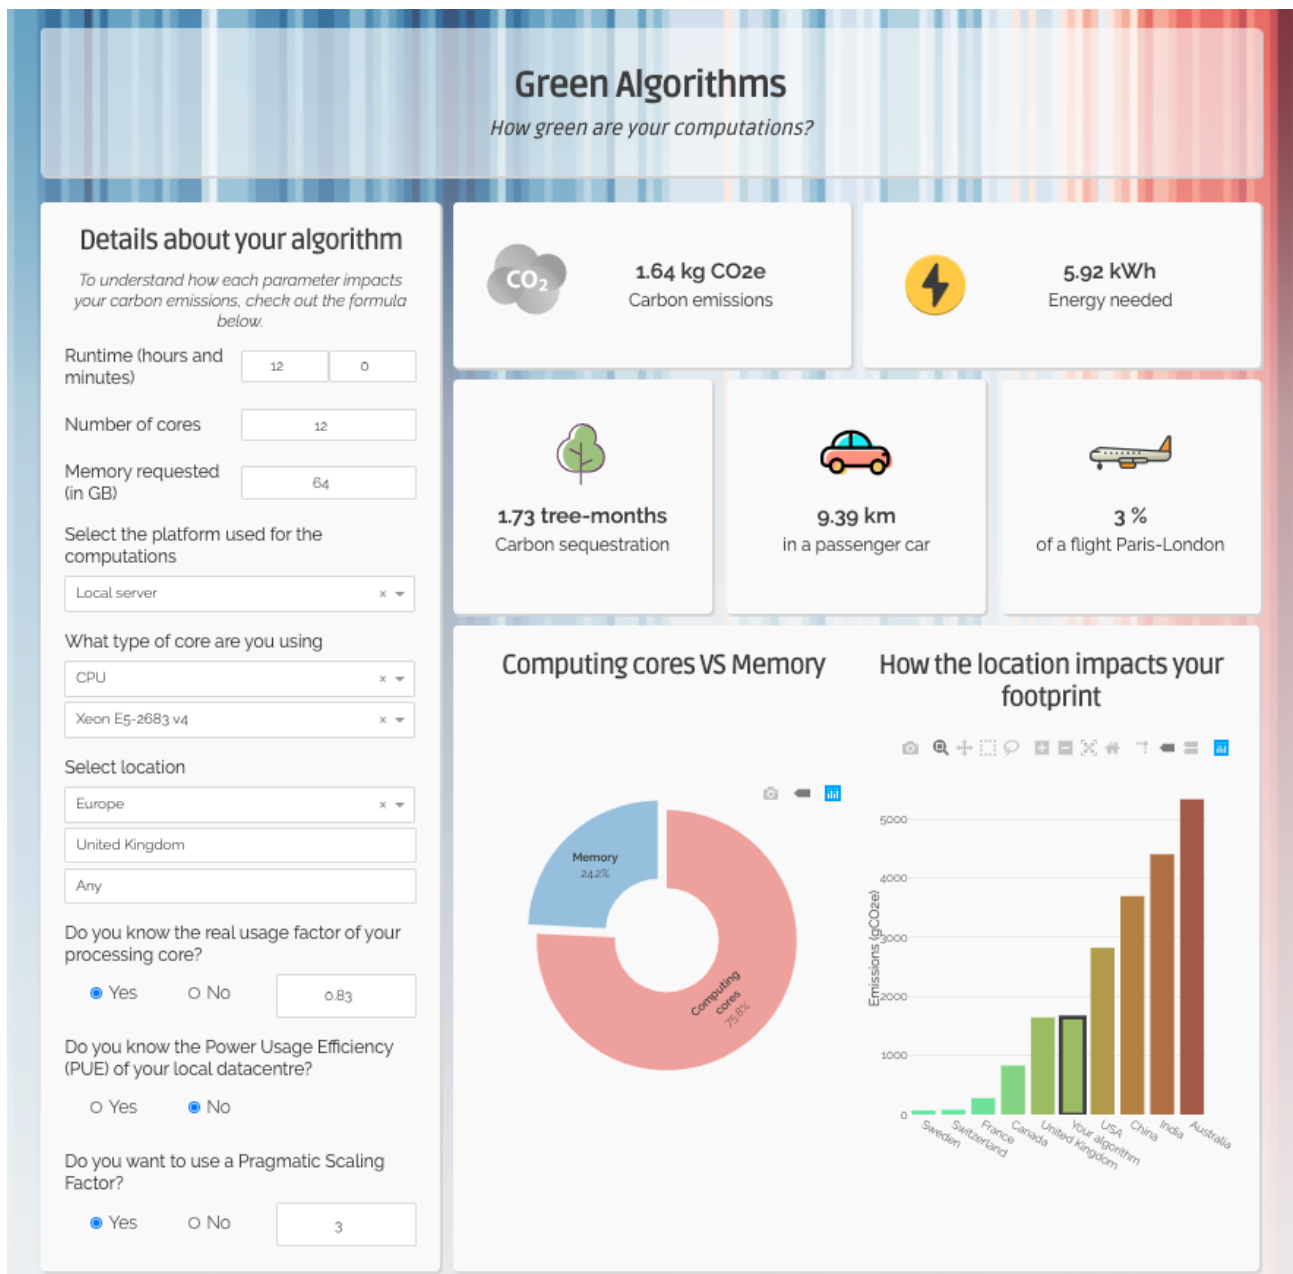 Green Algorithms
How green are your computations?
Details about your algorithm
To understand how each parameter impacts
your carbon emissions, check out the formula
below.
Runtime (hours and
minutes)
12
0
Number of cores
12
Memory requested
(in GB)
64
Select the platform used for the
computations
Local server
What type of core are you using
CPU
Xeon E5-2683 v4
Select location
Europe
United Kingdom
Any
Do you know the real usage factor of your
processing core?
Yes
No
0.83
Do you know the Power Usage Efficiency
(PUE) of your local datacentre?
Yes
No
Do you want to use a Pragmatic Scaling
Factor?
Yes
No
3
CO2
1.64 kg CO2e
Carbon emissions
5.92 kWh
Energy needed
1.73 tree-months
Carbon sequestration
9.39 km
in a passenger car
3 %
of a flight Paris-London
Computing cores VS Memory
Memory
24.2%
Computing
cores
75.8%
How the location impacts your
footprint
Emissions (gCO2e)
5000
4000
3000
2000
1000
0
Sweden
Switzerland
France
Canada
United Kingdom
Your algorithm
USA
China
India
Australia